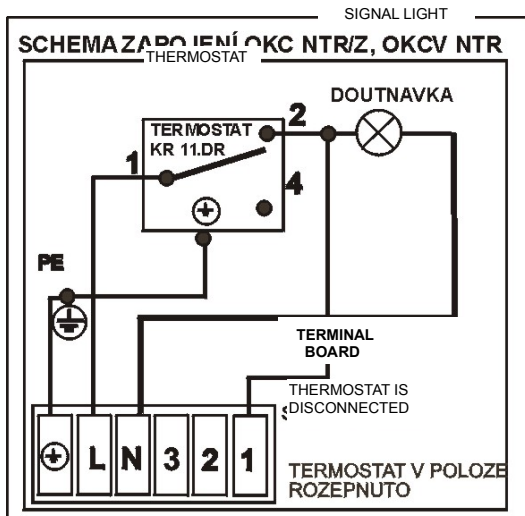 SIGNAL LIGHT
SCHEMA ZAPOJENÍ OKC NTR/Z, OKCV NTR
THERMOSTAT
DOUTNAVKA
TERMOSTAT
KR 11.DR
1
2
4
PE
TERMINAL
BOARD
THERMOSTAT IS
DISCONNECTED
L N 3 2 1
TERMOSTAT V POLOZE
ROZEPNUTO